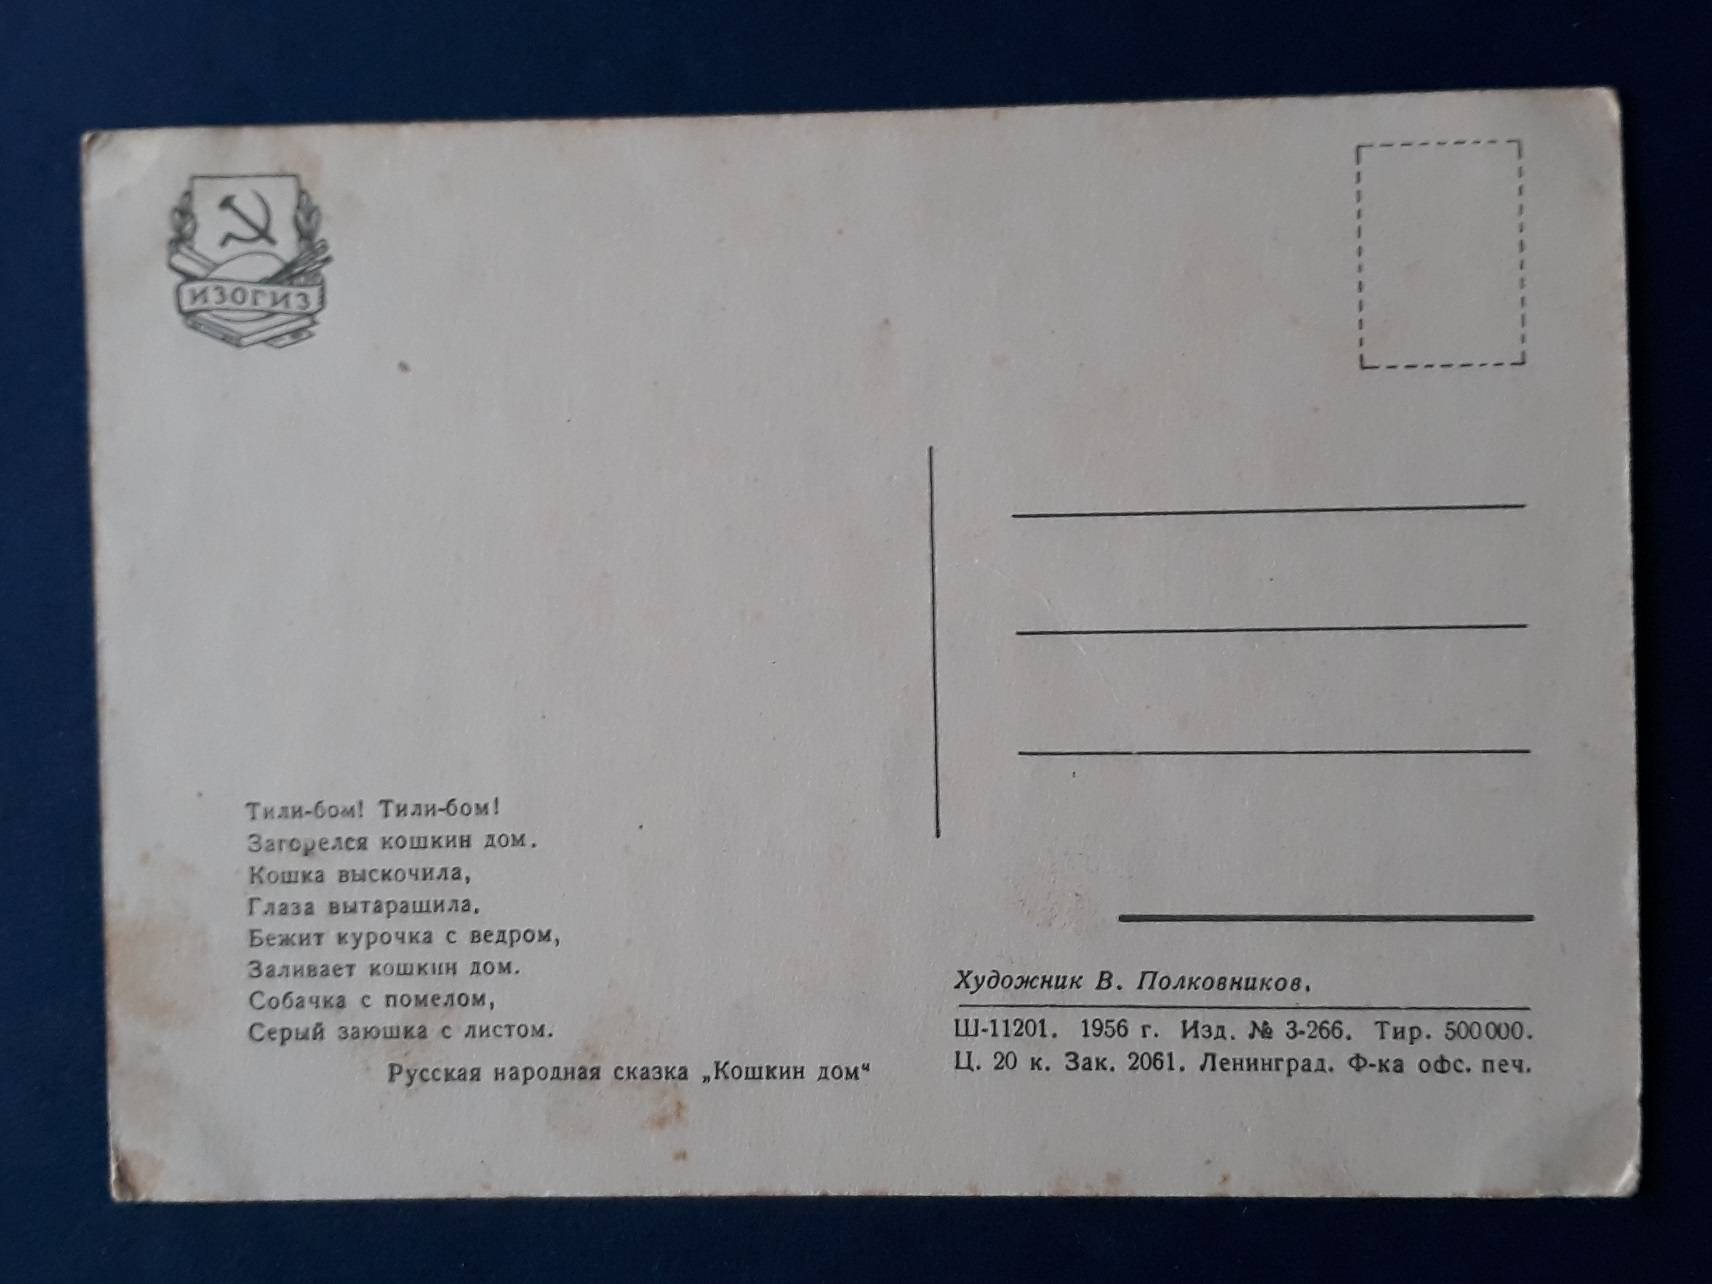 ИЗОГИЗ
Тили-бом! Тили-бом!
Загорелся кошкин дом.
Кошка выскочила,
Глаза вытаращила.
Бежит курочка с ведром,
Заливает кошкин дом.
Собачка с помелом,
Серый заюшка с листом.
Русская народная сказка „Кошкин дом“
Художник В. Полковников.
Ш-11201. 1956 г. Изд. № 3-266. Тир. 500000.
Ц. 20 к. Зак. 2061. Ленинград. Ф-ка офс. печ.